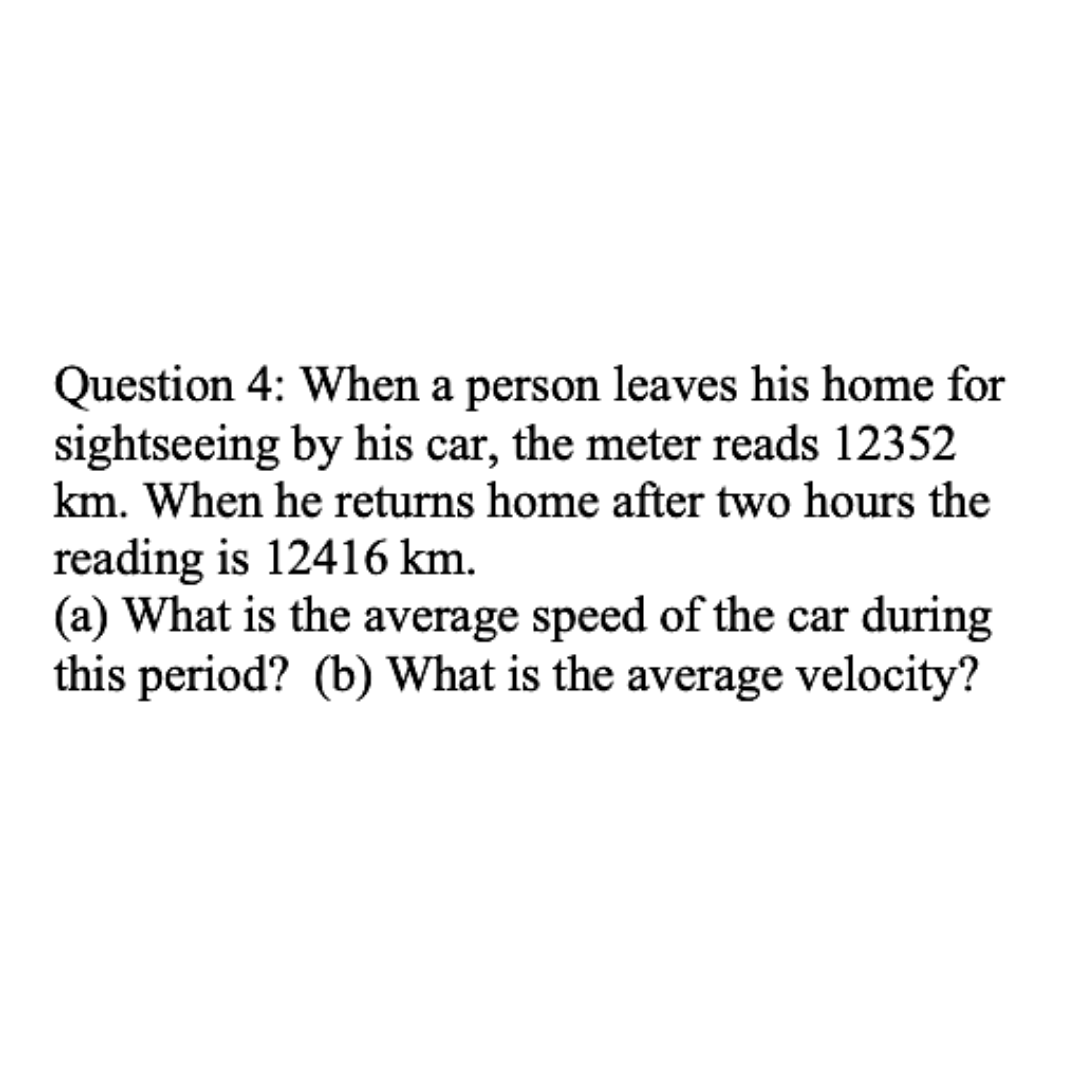 Question 4: When a person leaves his home for
sightseeing by his car, the meter reads 12352
km. When he returns home after two hours the
reading is 12416 km.
(a) What is the average speed of the car during
this period?  (b) What is the average velocity?